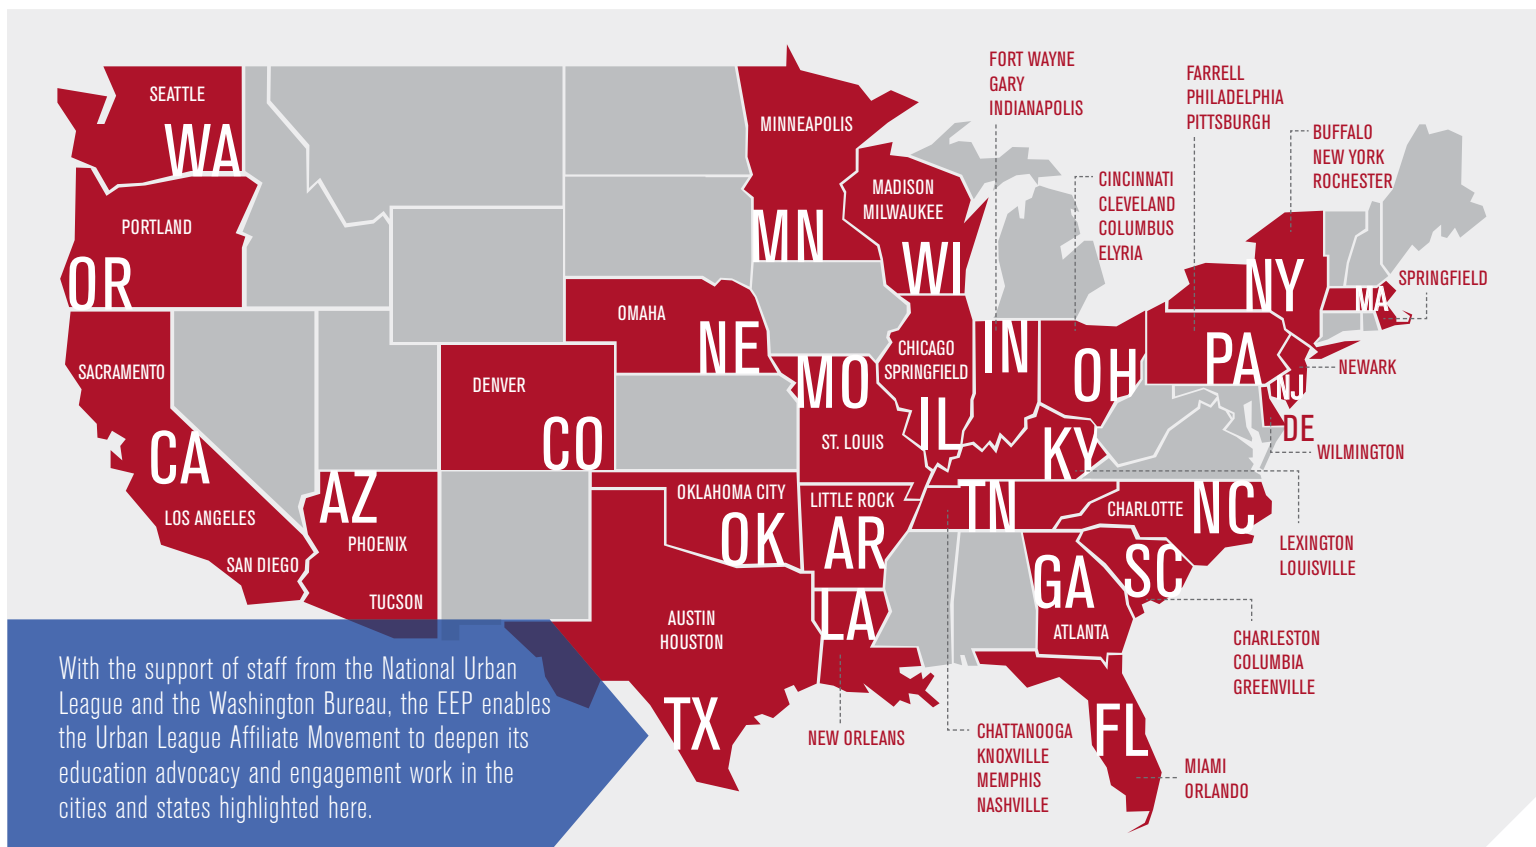 FORT WAYNE
GARY
INDIANAPOLIS
FARRELL
PHILADELPHIA
PITTSBURGH
BUFFALO
NEW YORK
ROCHESTER
CINCINNATI
CLEVELAND
COLUMBUS
ELYRIA
SEATTLE
WA
PORTLAND
OR
MINNEAPOLIS
MN
MADISON
MILWAUKEE
WI
NY
SPRINGFIELD
MA
OMAHA
NE
SACRAMENTO
CA
LOS ANGELES
SAN DIEGO
DENVER
CO
MO
ST. LOUIS
CHICAGO
SPRINGFIELD
IL
IN
OH
PA
NEWARK
NJ
DE
WILMINGTON
KY
LEXINGTON
LOUISVILLE
AZ
PHOENIX
TUCSON
OKLAHOMA CITY
OK
LITTLE ROCK
AR
TN
CHARLOTTE
NC
SC
CHARLESTON
COLUMBIA
GREENVILLE
GA
ATLANTA
AUSTIN
HOUSTON
TX
LA
NEW ORLEANS
CHATTANOOGA
KNOXVILLE
MEMPHIS
NASHVILLE
FL
MIAMI
ORLANDO
With the support of staff from the National Urban
League and the Washington Bureau, the EEP enables
the Urban League Affiliate Movement to deepen its
education advocacy and engagement work in the
cities and states highlighted here.